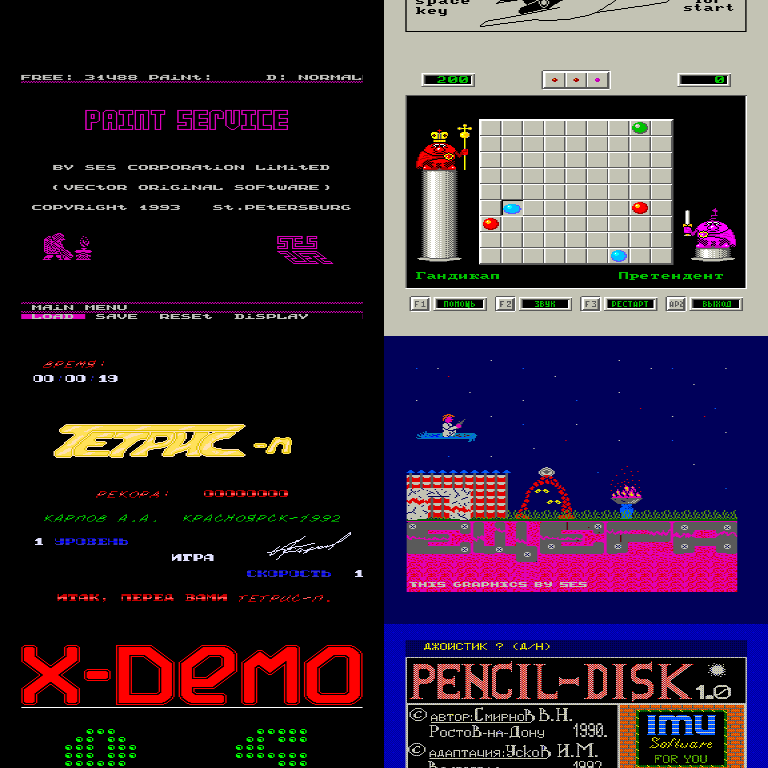 FREE: 31488 PAiNt: D: NORMAL
PAINT SERVICE
BY SES CORPORATION LiMitED
(VECtOR ORiGiNAL SOFtWARE)
COPYRiGHt 1993 St.PEtERSBURG
SES
MAiN MENU
LOAD SAVE RESEt DiSPLAY
space
key
for
start
200
0
Гандикап
Претендент
F1 ПОМОЩЬ F2 ЗВУК F3 РЕСТАРТ АР2 ВЫХОД
ВРЕМЯ:
00:00:19
ТЕТРИС-П
РЕКОРД: 00000000
КАРПОВ А.А. КРАСНОЯРСК-1992
1 УРОВЕНЬ
ИГРА
СКОРОСТЬ 1
ИТАК, ПЕРЕД ВАМИ ТЕТРИС-П.
THIS GRAPHICS BY SES
X-DeMO
ДЖОЙСТИК ? (Д/Н)
PENCIL-DISK 1.0
© автор:Смирнов В.Н.
Ростов-на-Дону 1990.
© адаптация:Усков И.М.
1992
IMU
Software
FOR YOU